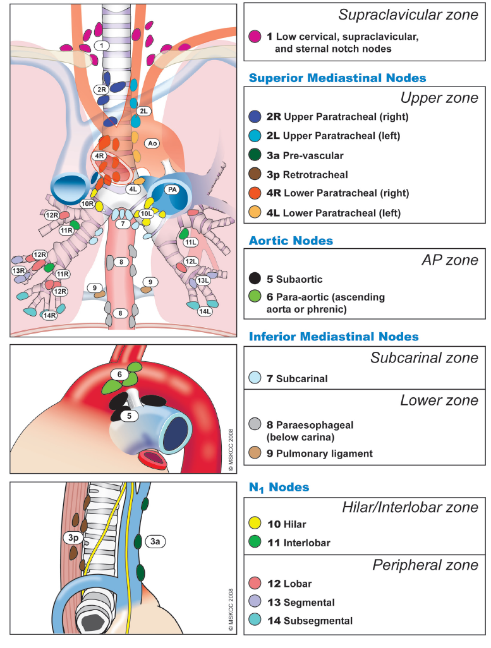 1
2R
2L
Ao
4R
4L
PA
10R
10L
7
12R
11R
11L
12R
12L
13R
11R
13L
12R
8
9
9
14R
8
14L
6
5
© MSKCC 2008
3p
3a
© MSKCC 2008
Supraclavicular zone
1 Low cervical, supraclavicular,
and sternal notch nodes
Superior Mediastinal Nodes
Upper zone
2R Upper Paratracheal (right)
2L Upper Paratracheal (left)
3a Pre-vascular
3p Retrotracheal
4R Lower Paratracheal (right)
4L Lower Paratracheal (left)
Aortic Nodes
AP zone
5 Subaortic
6 Para-aortic (ascending
aorta or phrenic)
Inferior Mediastinal Nodes
Subcarinal zone
7 Subcarinal
Lower zone
8 Paraesophageal
(below carina)
9 Pulmonary ligament
N1 Nodes
Hilar/Interlobar zone
10 Hilar
11 Interlobar
Peripheral zone
12 Lobar
13 Segmental
14 Subsegmental